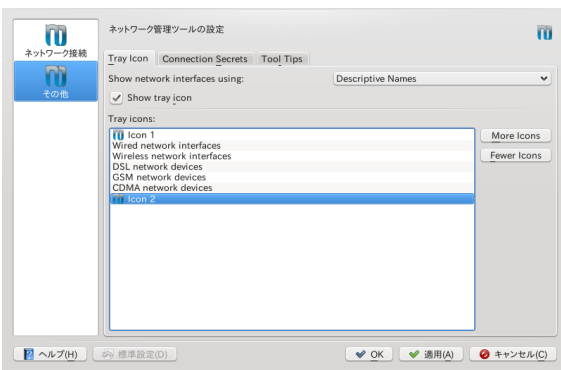 ネットワーク管理ツールの設定
ネットワーク接続
その他
Tray Icon Connection Secrets Tool Tips
Show network interfaces using: Descriptive Names
Show tray icon
Tray icons:
Icon 1
Wired network interfaces
Wireless network interfaces
DSL network devices
GSM network devices
CDMA network devices
Icon 2
More Icons
Fewer Icons
ヘルプ(H) 標準設定(D) OK 適用(A) キャンセル(C)